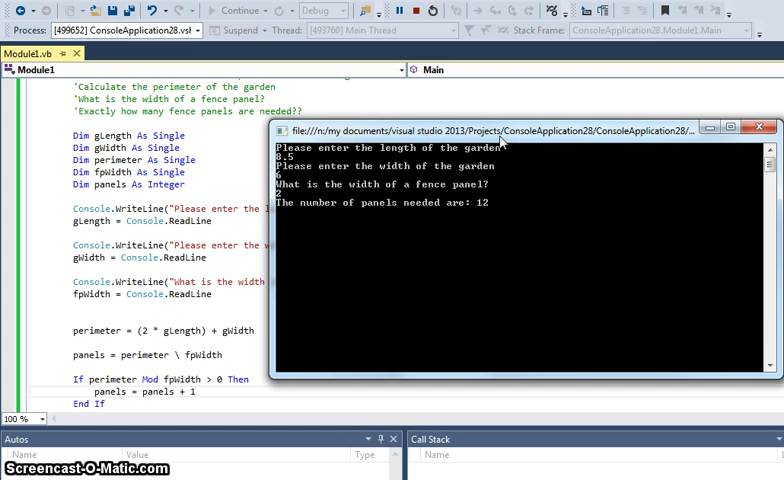 Continue
Debug
Process: [499652] ConsoleApplication28.vsh
Suspend
[493760] Main Thread
Stack Frame:
ConsoleApplication28.Module1.Main
Module1.vb
Module1
Main
'Calculate the perimeter of the garden
'What is the width of a fence panel?
'Exactly how many fence panels are needed??
Dim gLength As Single
Dim gWidth As Single
Dim perimeter As Single
Dim fpWidth As Single
Dim panels As Integer
Console.WriteLine("Please enter the l
gLength = Console.ReadLine
Console.WriteLine("Please enter the w
gWidth = Console.ReadLine
Console.WriteLine("What is the width
fpWidth = Console.ReadLine
perimeter = (2 * gLength) + gWidth
panels = perimeter \ fpWidth
If perimeter Mod fpWidth > 0 Then
panels = panels + 1
End If
file:///n:/my documents/visual studio 2013/Projects/ConsoleApplication28/ConsoleApplication28/...
Please enter the length of the garden
8.5
Please enter the width of the garden
6
What is the width of a fence panel?
2
The number of panels needed are: 12
100 %
Autos
Name
Value
Type
Call Stack
Name
Screencast-O-Matic.com